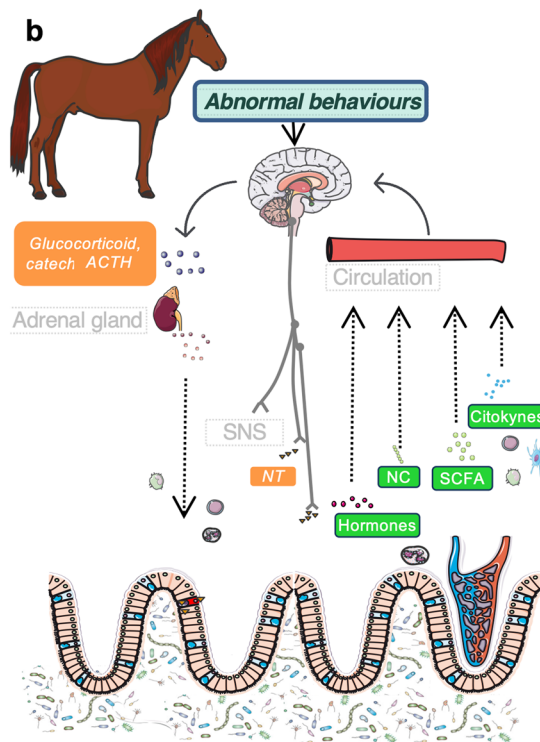 b
Abnormal behaviours
Glucocorticoid,
catech ACTH
Circulation
Adrenal gland
Citokynes
SNS
NT
NC
SCFA
Hormones